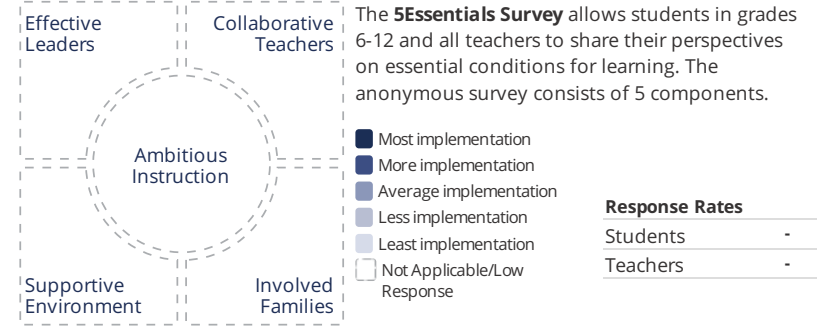 Effective
Leaders
Collaborative
Teachers
Ambitious
Instruction
Supportive
Environment
Involved
Families
The 5Essentials Survey allows students in grades
6-12 and all teachers to share their perspectives
on essential conditions for learning. The
anonymous survey consists of 5 components.
Most implementation
More implementation
Average implementation
Less implementation
Least implementation
Not Applicable/Low
Response
Response Rates
Students -
Teachers -